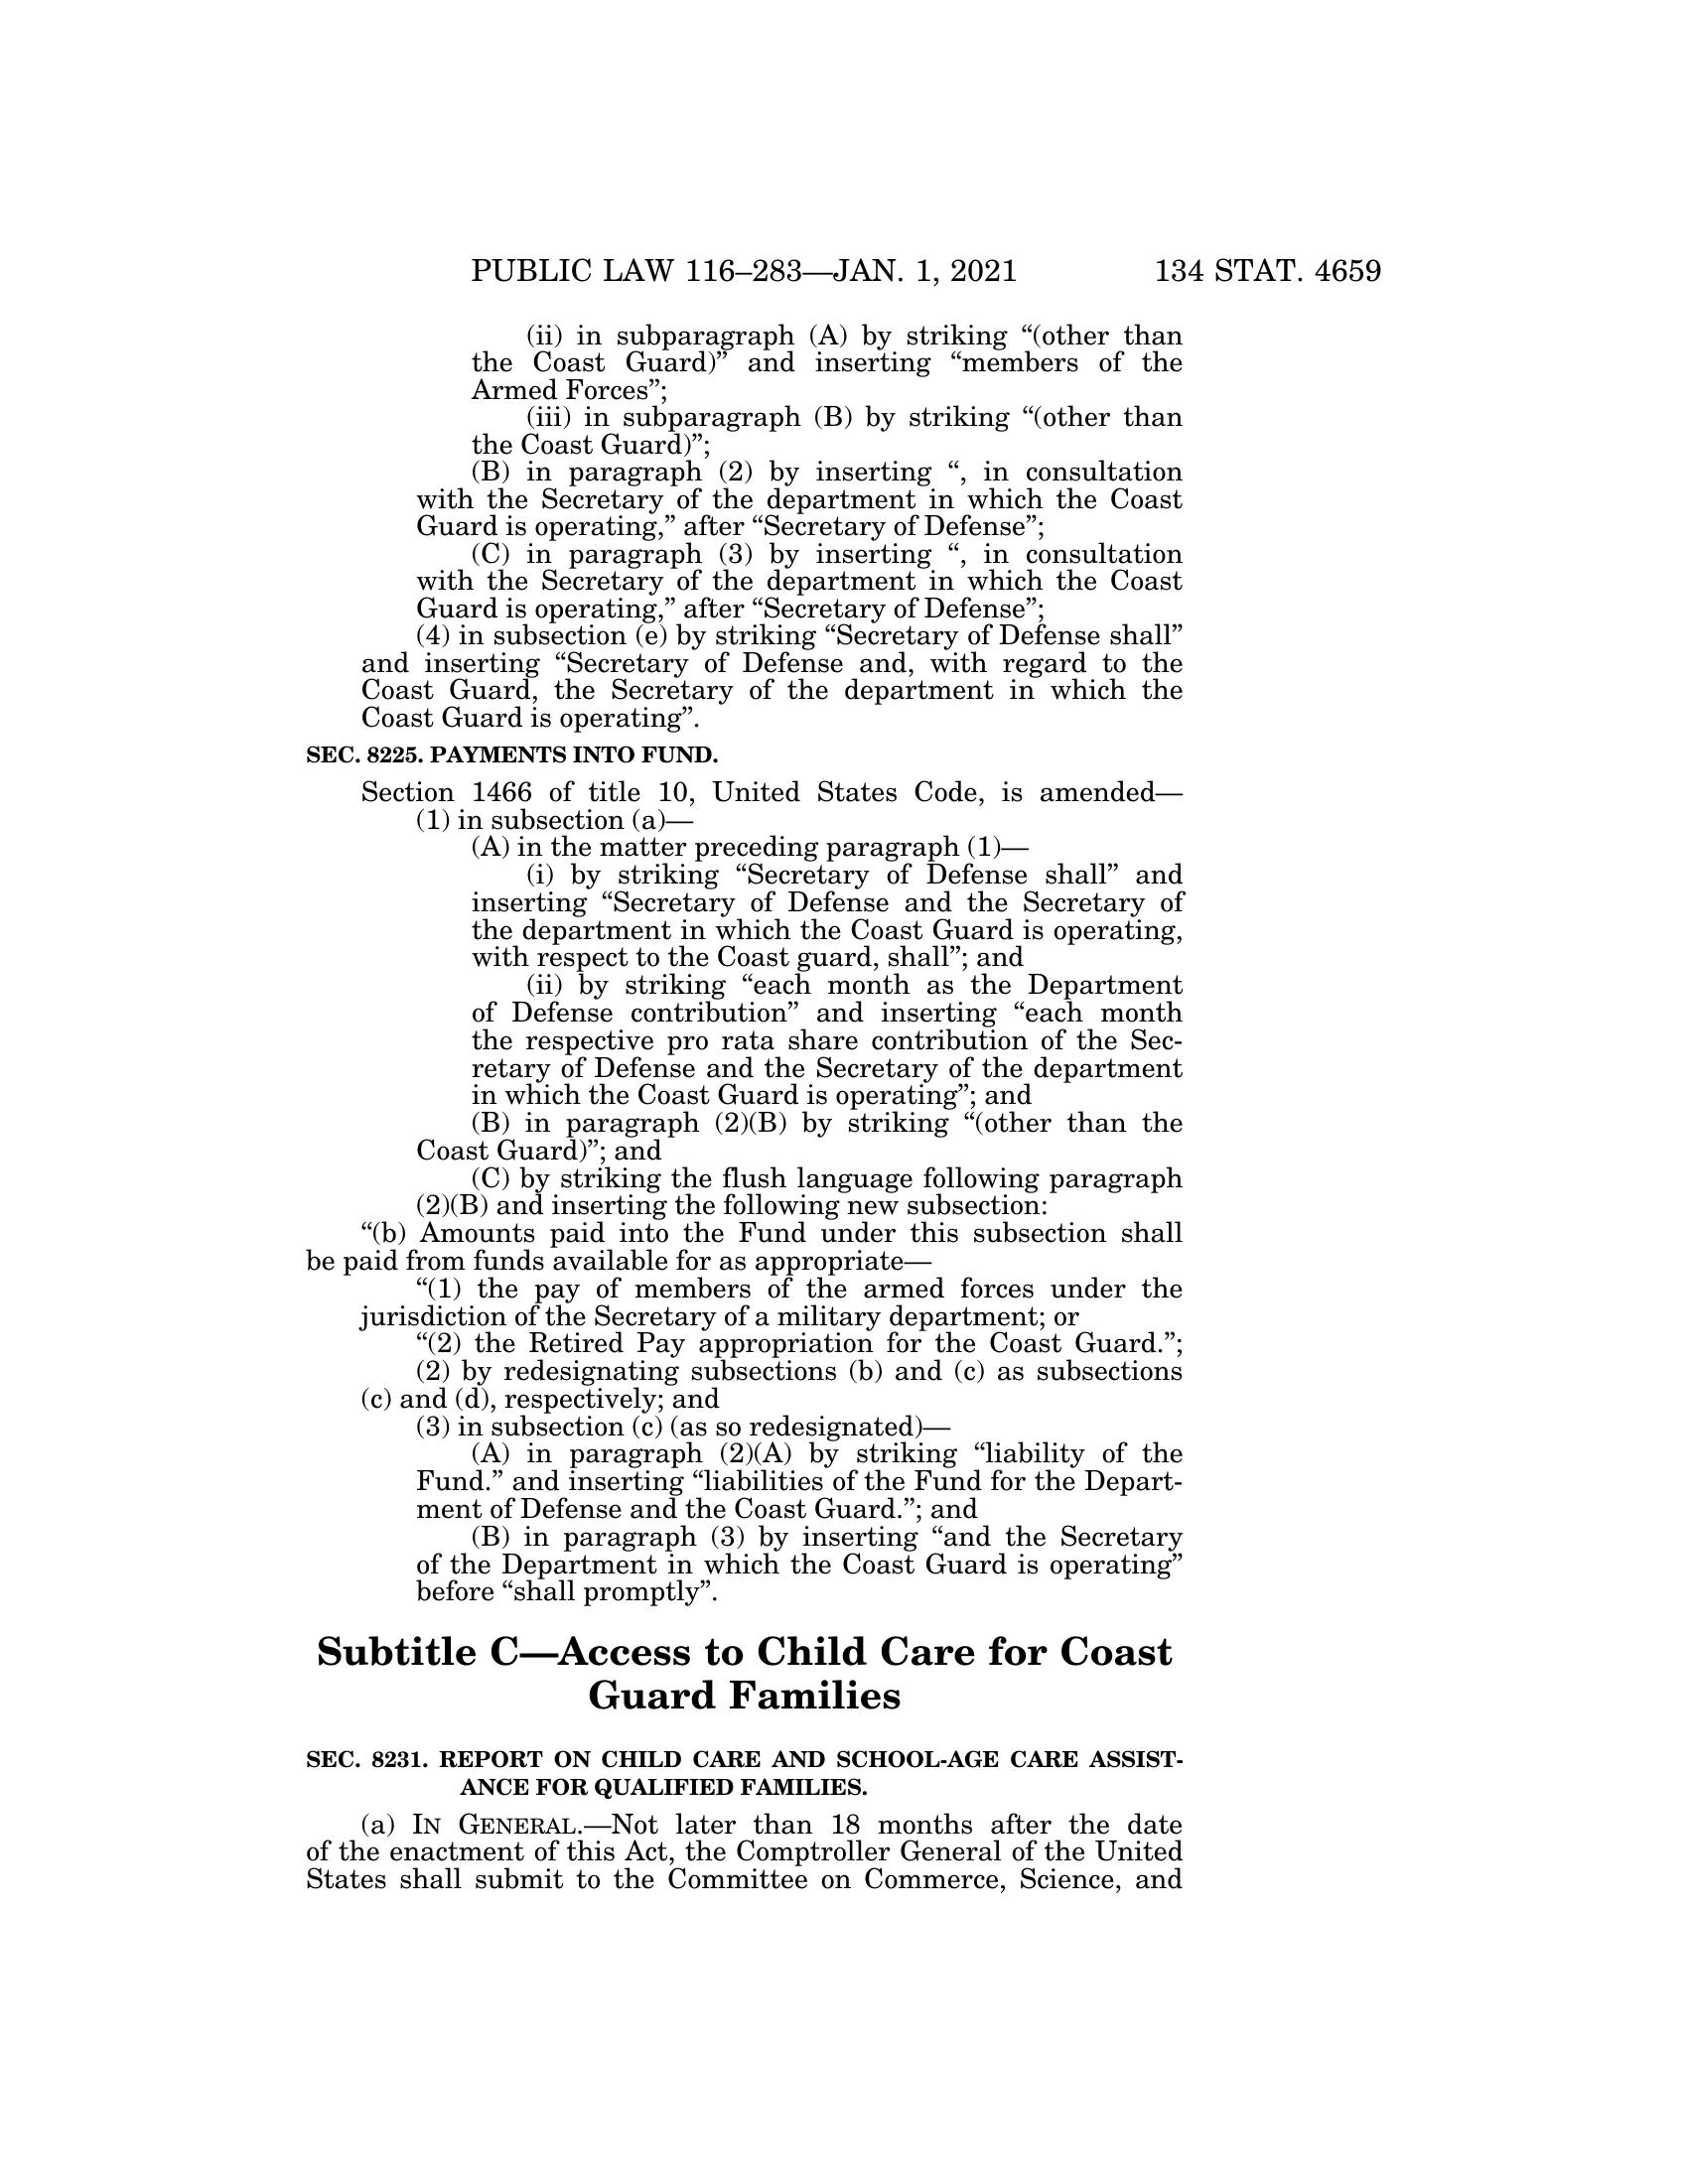 PUBLIC LAW 116–283—JAN. 1, 2021 134 STAT. 4659
(ii) in subparagraph (A) by striking “(other than
the Coast Guard)” and inserting “members of the
Armed Forces”;
(iii) in subparagraph (B) by striking “(other than
the Coast Guard)”;
(B) in paragraph (2) by inserting “, in consultation
with the Secretary of the department in which the Coast
Guard is operating,” after “Secretary of Defense”;
(C) in paragraph (3) by inserting “, in consultation
with the Secretary of the department in which the Coast
Guard is operating,” after “Secretary of Defense”;
(4) in subsection (e) by striking “Secretary of Defense shall”
and inserting “Secretary of Defense and, with regard to the
Coast Guard, the Secretary of the department in which the
Coast Guard is operating”.
SEC. 8225. PAYMENTS INTO FUND.
Section 1466 of title 10, United States Code, is amended—
(1) in subsection (a)—
(A) in the matter preceding paragraph (1)—
(i) by striking “Secretary of Defense shall” and
inserting “Secretary of Defense and the Secretary of
the department in which the Coast Guard is operating,
with respect to the Coast guard, shall”; and
(ii) by striking “each month as the Department
of Defense contribution” and inserting “each month
the respective pro rata share contribution of the Sec-
retary of Defense and the Secretary of the department
in which the Coast Guard is operating”; and
(B) in paragraph (2)(B) by striking “(other than the
Coast Guard)”; and
(C) by striking the flush language following paragraph
(2)(B) and inserting the following new subsection:
“(b) Amounts paid into the Fund under this subsection shall
be paid from funds available for as appropriate—
“(1) the pay of members of the armed forces under the
jurisdiction of the Secretary of a military department; or
“(2) the Retired Pay appropriation for the Coast Guard.”;
(2) by redesignating subsections (b) and (c) as subsections
(c) and (d), respectively; and
(3) in subsection (c) (as so redesignated)—
(A) in paragraph (2)(A) by striking “liability of the
Fund.” and inserting “liabilities of the Fund for the Depart-
ment of Defense and the Coast Guard.”; and
(B) in paragraph (3) by inserting “and the Secretary
of the Department in which the Coast Guard is operating”
before “shall promptly”.
Subtitle C—Access to Child Care for Coast
Guard Families
SEC. 8231. REPORT ON CHILD CARE AND SCHOOL-AGE CARE ASSIST-
ANCE FOR QUALIFIED FAMILIES.
(a) IN GENERAL.—Not later than 18 months after the date
of the enactment of this Act, the Comptroller General of the United
States shall submit to the Committee on Commerce, Science, and